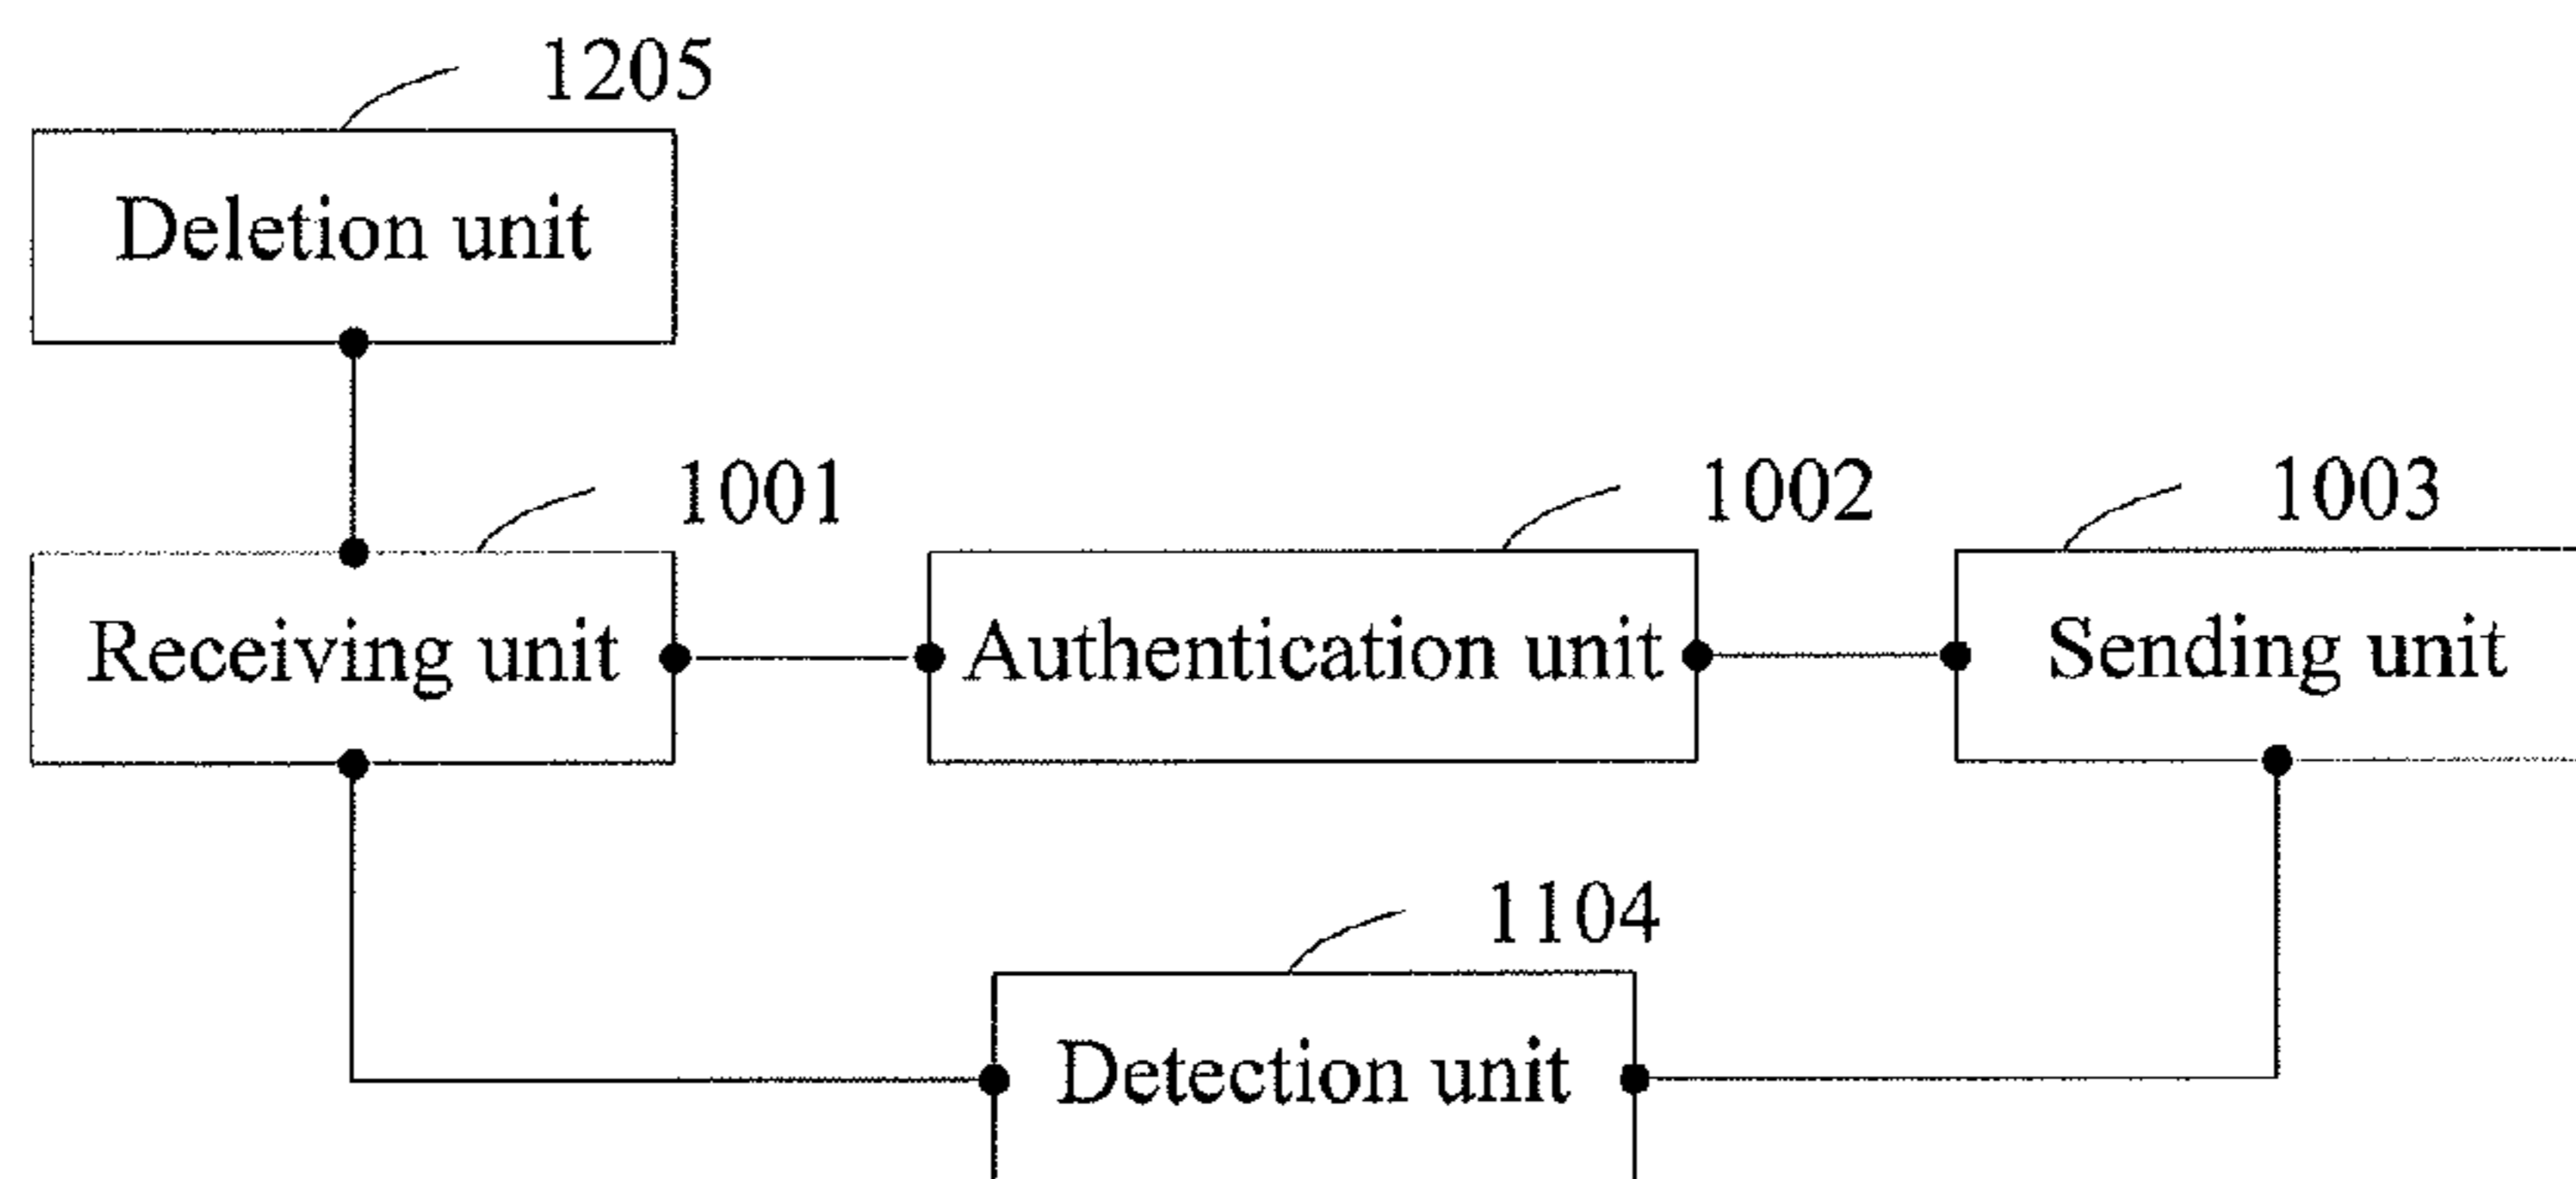 1205
Deletion unit
1001
1002
1003
Receiving unit
Authentication unit
Sending unit
1104
Detection unit